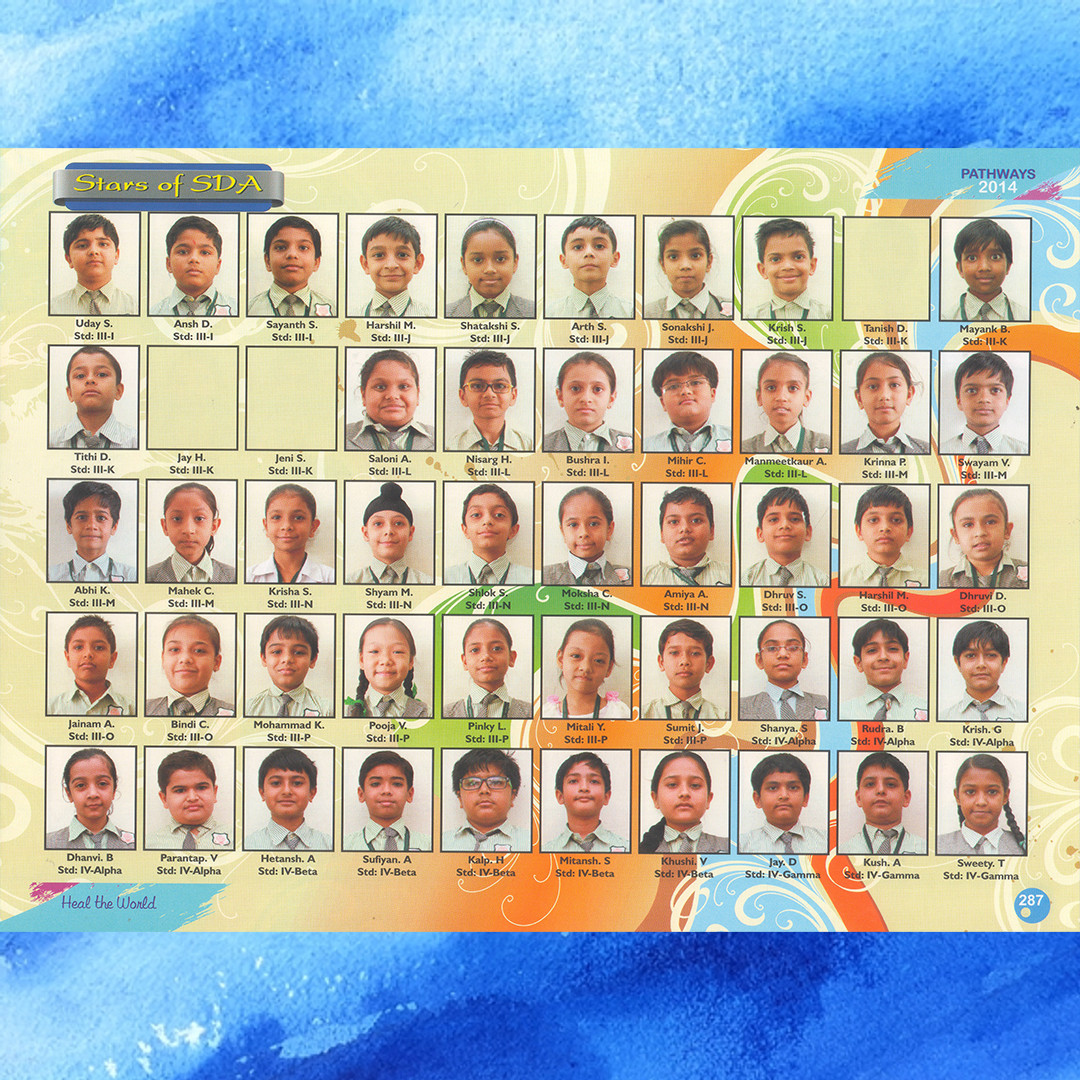 Stars of SDA
PATHWAYS
2014
Uday S.
Std: III-I
Ansh D.
Std: III-I
Sayanth S.
Std: III-I
Harshil M.
Std: III-J
Shatakshi S.
Std: III-J
Arth S.
Std: III-J
Sonakshi J.
Std: III-J
Krish S.
Std: III-J
Tanish D.
Std: III-K
Mayank B.
Std: III-K
Tithi D.
Std: III-K
Jay H.
Std: III-K
Jeni S.
Std: III-K
Saloni A.
Std: III-L
Nisarg H.
Std: III-L
Bushra I.
Std: III-L
Mihir C.
Std: III-L
Manmeetkaur A.
Std: III-L
Krinna P.
Std: III-M
Swayam V.
Std: III-M
Abhi K.
Std: III-M
Mahek C.
Std: III-M
Krisha S.
Std: III-N
Shyam M.
Std: III-N
Shlok S.
Std: III-N
Moksha C.
Std: III-N
Amiya A.
Std: III-N
Dhruv S.
Std: III-O
Harshil M.
Std: III-O
Dhruvi D.
Std: III-O
Jainam A.
Std: III-O
Bindi C.
Std: III-O
Mohammad K.
Std: III-P
Pooja V.
Std: III-P
Pinky L.
Std: III-P
Mitali Y.
Std: III-P
Sumit J.
Std: III-P
Shanya. S
Std: IV-Alpha
Rudra. B
Std: IV-Alpha
Krish. G
Std: IV-Alpha
Dhanvi. B
Std: IV-Alpha
Parantap. V
Std: IV-Alpha
Hetansh. A
Std: IV-Beta
Sufiyan. A
Std: IV-Beta
Kalp. H
Std: IV-Beta
Mitansh. S
Std: IV-Beta
Khushi. V
Std: IV-Beta
Jay. D
Std: IV-Gamma
Kush. A
Std: IV-Gamma
Sweety. T
Std: IV-Gamma
Heal the World
287